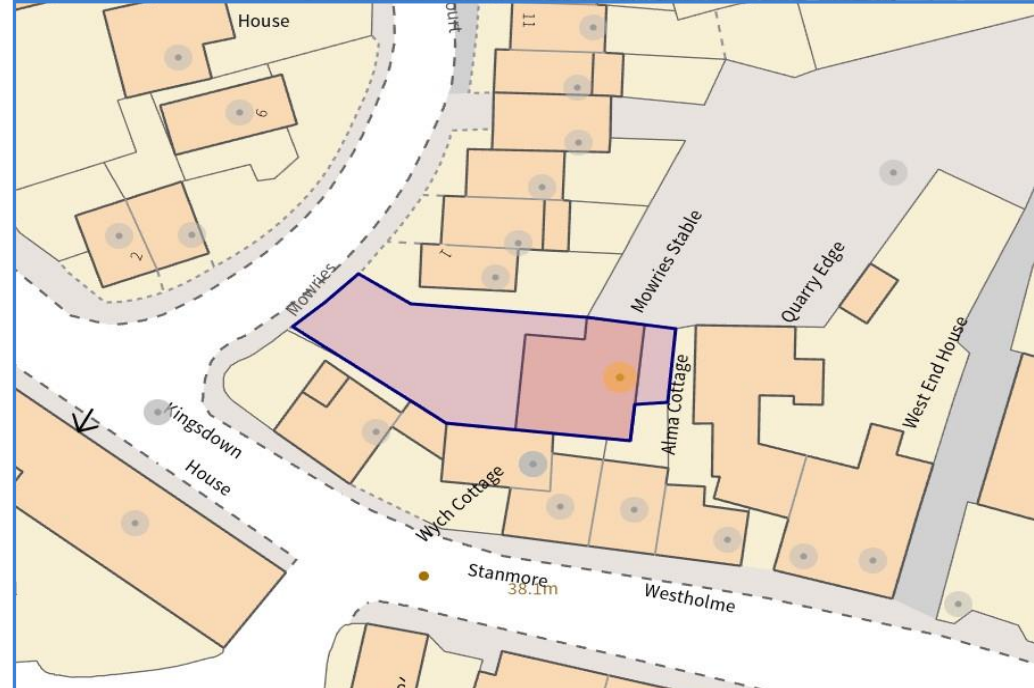 House
11
9
2
1
Mowries
Mowries Stable
Quarry Edge
West End House
Alma Cottage
Kingsdown
House
Wych Cottage
Stanmore
38.1m
Westholme